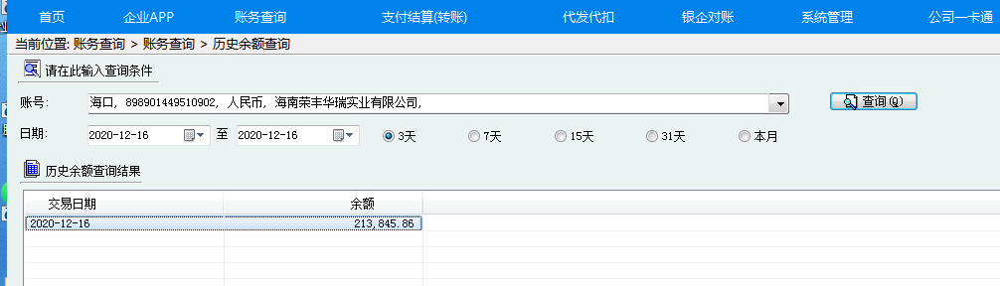 首页 企业APP 账务查询 支付结算(转账) 代发代扣 银企对账 系统管理 公司一卡通
当前位置: 账务查询 > 账务查询 > 历史余额查询
请在此输入查询条件
账号: 海口, 898901449510902, 人民币, 海南荣丰华瑞实业有限公司, 查询(Q)
日期: 2020-12-16 至 2020-12-16 3天 7天 15天 31天 本月
历史余额查询结果
交易日期 余额
2020-12-16 213,845.86